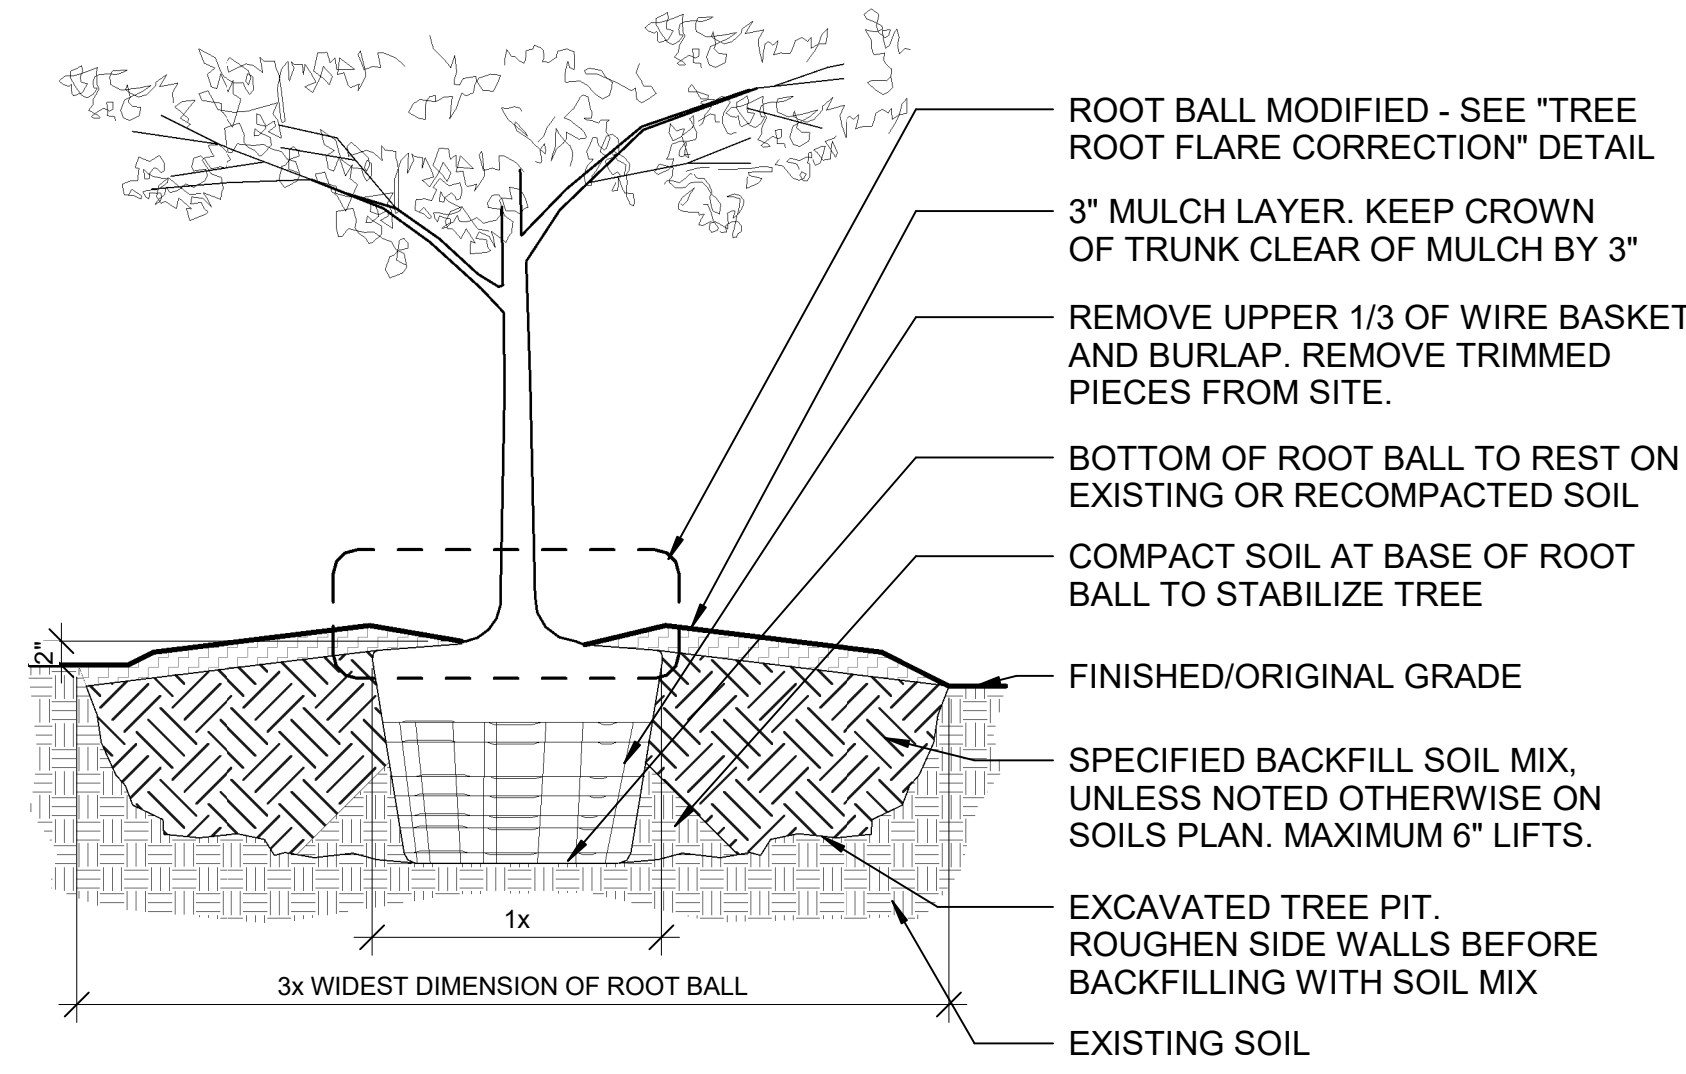 ROOT BALL MODIFIED - SEE "TREE
ROOT FLARE CORRECTION" DETAIL
3" MULCH LAYER. KEEP CROWN
OF TRUNK CLEAR OF MULCH BY 3"
REMOVE UPPER 1/3 OF WIRE BASKET
AND BURLAP. REMOVE TRIMMED
PIECES FROM SITE.
BOTTOM OF ROOT BALL TO REST ON
EXISTING OR RECOMPACTED SOIL
COMPACT SOIL AT BASE OF ROOT
BALL TO STABILIZE TREE
2"
FINISHED/ORIGINAL GRADE
SPECIFIED BACKFILL SOIL MIX,
UNLESS NOTED OTHERWISE ON
SOILS PLAN. MAXIMUM 6" LIFTS.
EXCAVATED TREE PIT.
ROUGHEN SIDE WALLS BEFORE
BACKFILLING WITH SOIL MIX
1x
3x WIDEST DIMENSION OF ROOT BALL
EXISTING SOIL